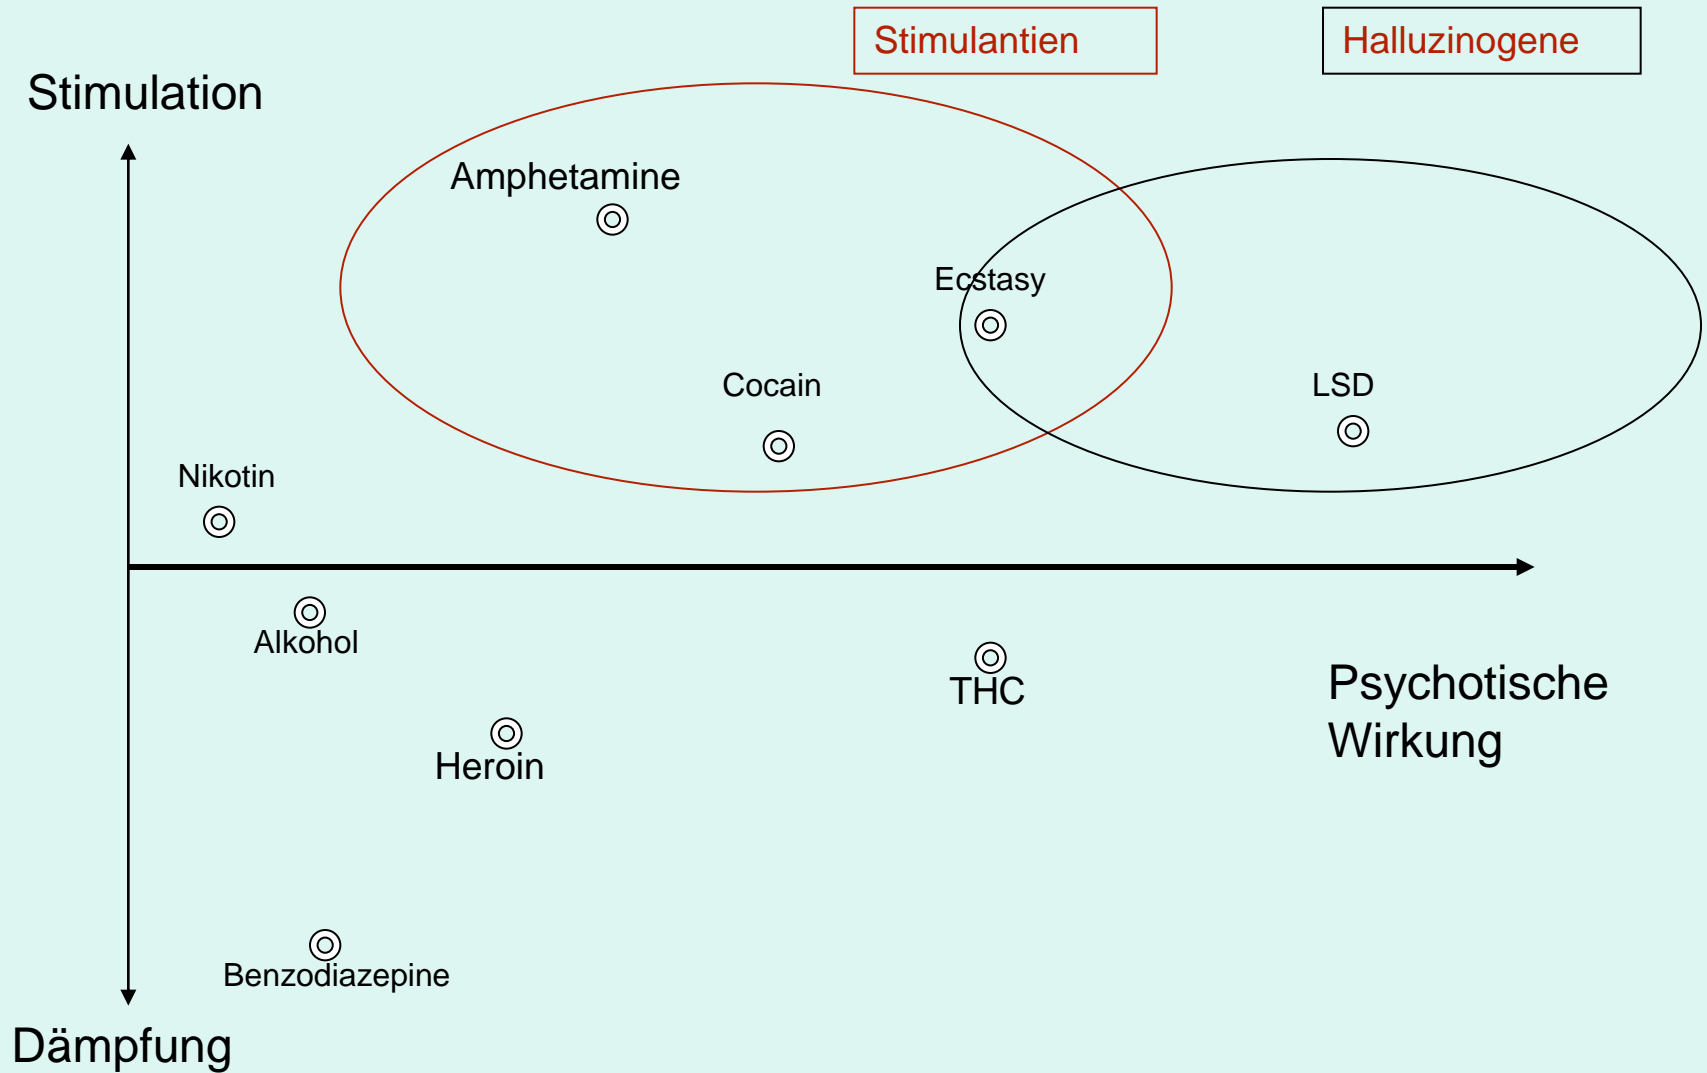 Stimulantien
Halluzinogene
Stimulation
Amphetamine
Ecstasy
Cocain
LSD
Nikotin
Alkohol
THC
Psychotische
Wirkung
Heroin
Benzodiazepine
Dämpfung